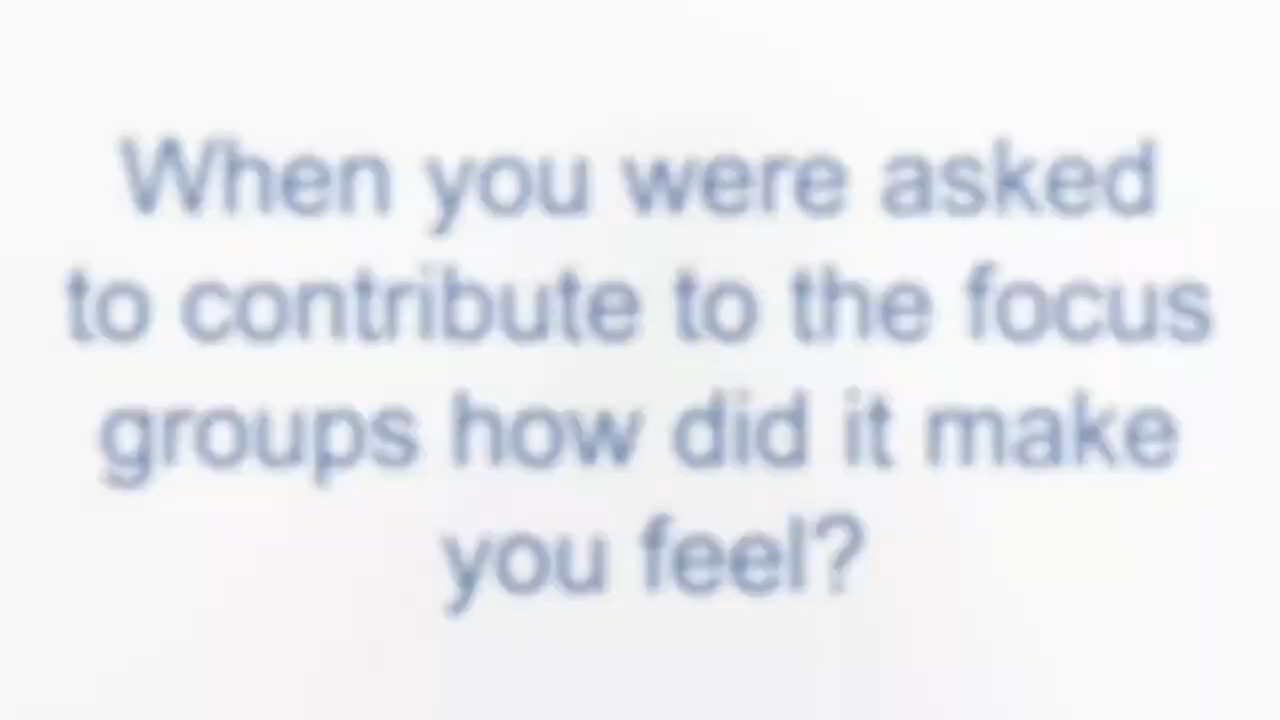 When you were asked
to contribute to the focus
groups how did it make
you feel?